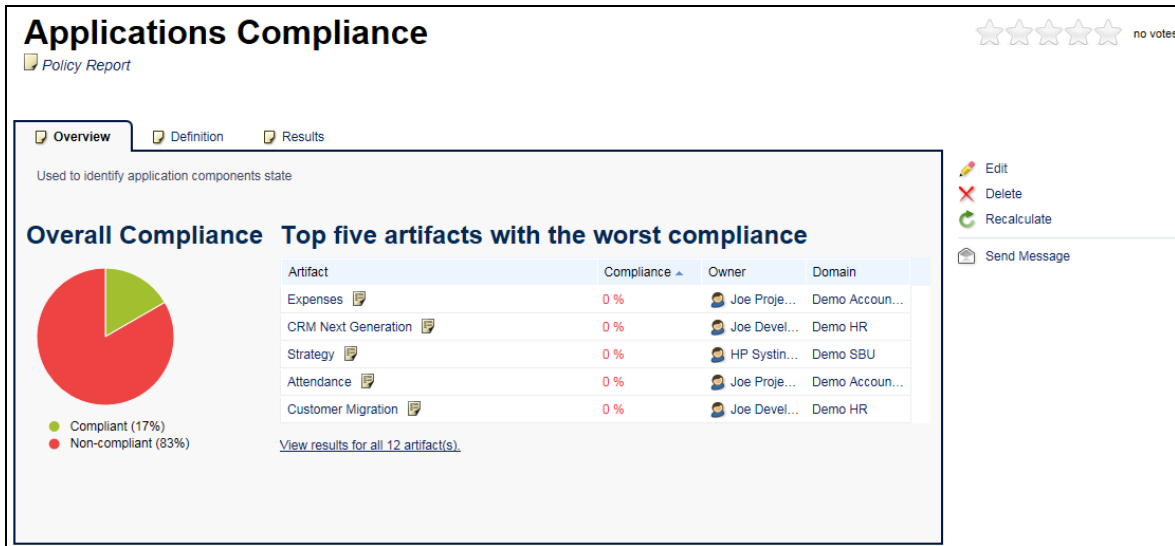 Applications Compliance
no votes
Policy Report
Overview Definition Results
Used to identify application components state
Edit
Delete
Recalculate
Send Message
Overall Compliance
Compliant (17%)
Non-compliant (83%)
Top five artifacts with the worst compliance
Artifact Compliance Owner Domain
Expenses 0 % Joe Proje... Demo Accoun...
CRM Next Generation 0 % Joe Devel... Demo HR
Strategy 0 % HP Systin... Demo SBU
Attendance 0 % Joe Proje... Demo Accoun...
Customer Migration 0 % Joe Devel... Demo HR
View results for all 12 artifact(s).